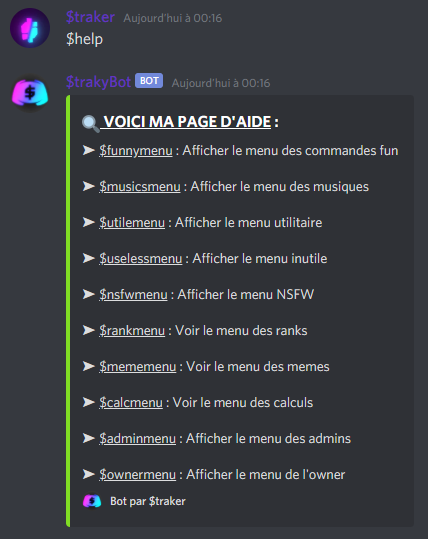 $traker Aujourd'hui à 00:16
$help
$trakyBot BOT Aujourd'hui à 00:16
VOICI MA PAGE D'AIDE :
➤ $funnymenu : Afficher le menu des commandes fun
➤ $musicsmenu : Afficher le menu des musiques
➤ $utilemenu : Afficher le menu utilitaire
➤ $uselessmenu : Afficher le menu inutile
➤ $nsfwmenu : Afficher le menu NSFW
➤ $rankmenu : Voir le menu des ranks
➤ $mememenu : Voir le menu des memes
➤ $calcmenu : Voir le menu des calculs
➤ $adminmenu : Afficher le menu des admins
➤ $ownermenu : Afficher le menu de l'owner
Bot par $traker